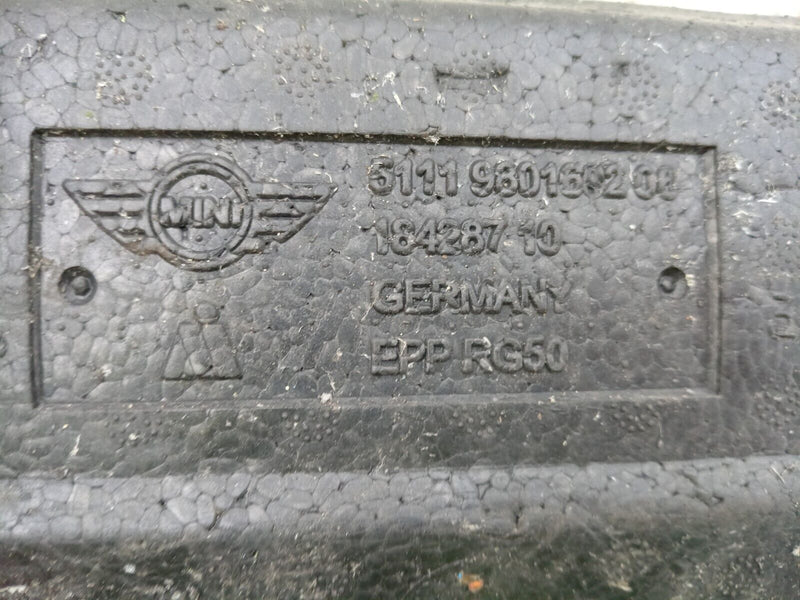 MINI
5111
184287 10
GERMANY
EPP RG50